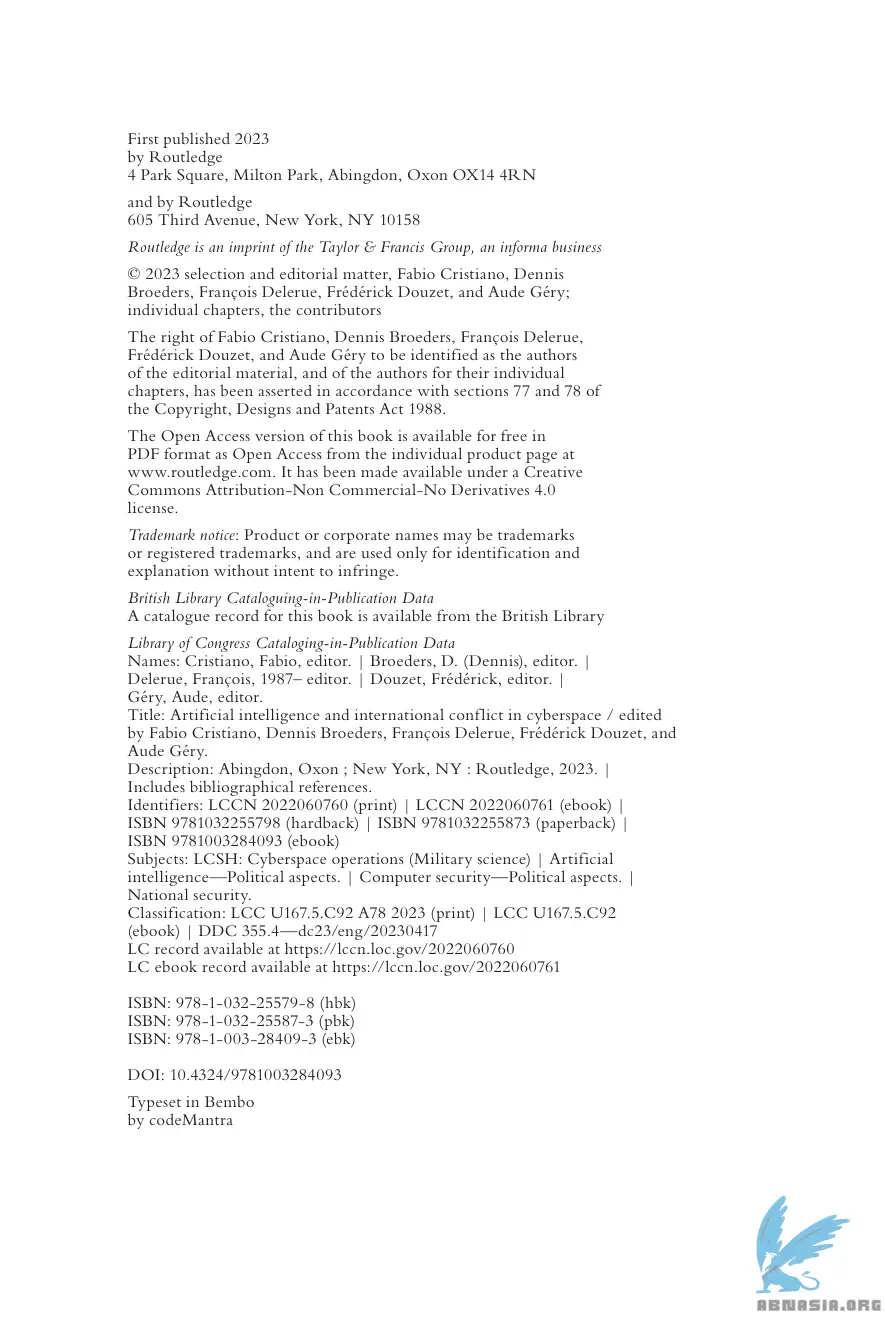 First published 2023
by Routledge
4 Park Square, Milton Park, Abingdon, Oxon OX14 4RN
and by Routledge
605 Third Avenue, New York, NY 10158
Routledge is an imprint of the Taylor & Francis Group, an informa business
© 2023 selection and editorial matter, Fabio Cristiano, Dennis
Broeders, François Delerue, Frédérick Douzet, and Aude Géry;
individual chapters, the contributors
The right of Fabio Cristiano, Dennis Broeders, François Delerue,
Frédérick Douzet, and Aude Géry to be identified as the authors
of the editorial material, and of the authors for their individual
chapters, has been asserted in accordance with sections 77 and 78 of
the Copyright, Designs and Patents Act 1988.
The Open Access version of this book is available for free in
PDF format as Open Access from the individual product page at
www.routledge.com. It has been made available under a Creative
Commons Attribution-Non Commercial-No Derivatives 4.0
license.
Trademark notice: Product or corporate names may be trademarks
or registered trademarks, and are used only for identification and
explanation without intent to infringe.
British Library Cataloguing-in-Publication Data
A catalogue record for this book is available from the British Library
Library of Congress Cataloging-in-Publication Data
Names: Cristiano, Fabio, editor. | Broeders, D. (Dennis), editor. |
Delerue, François, 1987– editor. | Douzet, Frédérick, editor. |
Géry, Aude, editor.
Title: Artificial intelligence and international conflict in cyberspace / edited
by Fabio Cristiano, Dennis Broeders, François Delerue, Frédérick Douzet, and
Aude Géry.
Description: Abingdon, Oxon ; New York, NY : Routledge, 2023. |
Includes bibliographical references.
Identifiers: LCCN 2022060760 (print) | LCCN 2022060761 (ebook) |
ISBN 9781032255798 (hardback) | ISBN 9781032255873 (paperback) |
ISBN 9781003284093 (ebook)
Subjects: LCSH: Cyberspace operations (Military science) | Artificial
intelligence—Political aspects. | Computer security—Political aspects. |
National security.
Classification: LCC U167.5.C92 A78 2023 (print) | LCC U167.5.C92
(ebook) | DDC 355.4—dc23/eng/20230417
LC record available at https://lccn.loc.gov/2022060760
LC ebook record available at https://lccn.loc.gov/2022060761
ISBN: 978-1-032-25579-8 (hbk)
ISBN: 978-1-032-25587-3 (pbk)
ISBN: 978-1-003-28409-3 (ebk)
DOI: 10.4324/9781003284093
Typeset in Bembo
by codeMantra
ABNASIA.ORG